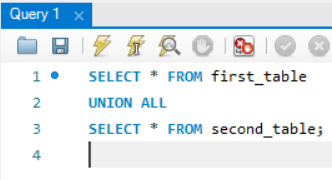 Query 1
1 SELECT * FROM first_table
2 UNION ALL
3 SELECT * FROM second_table;
4